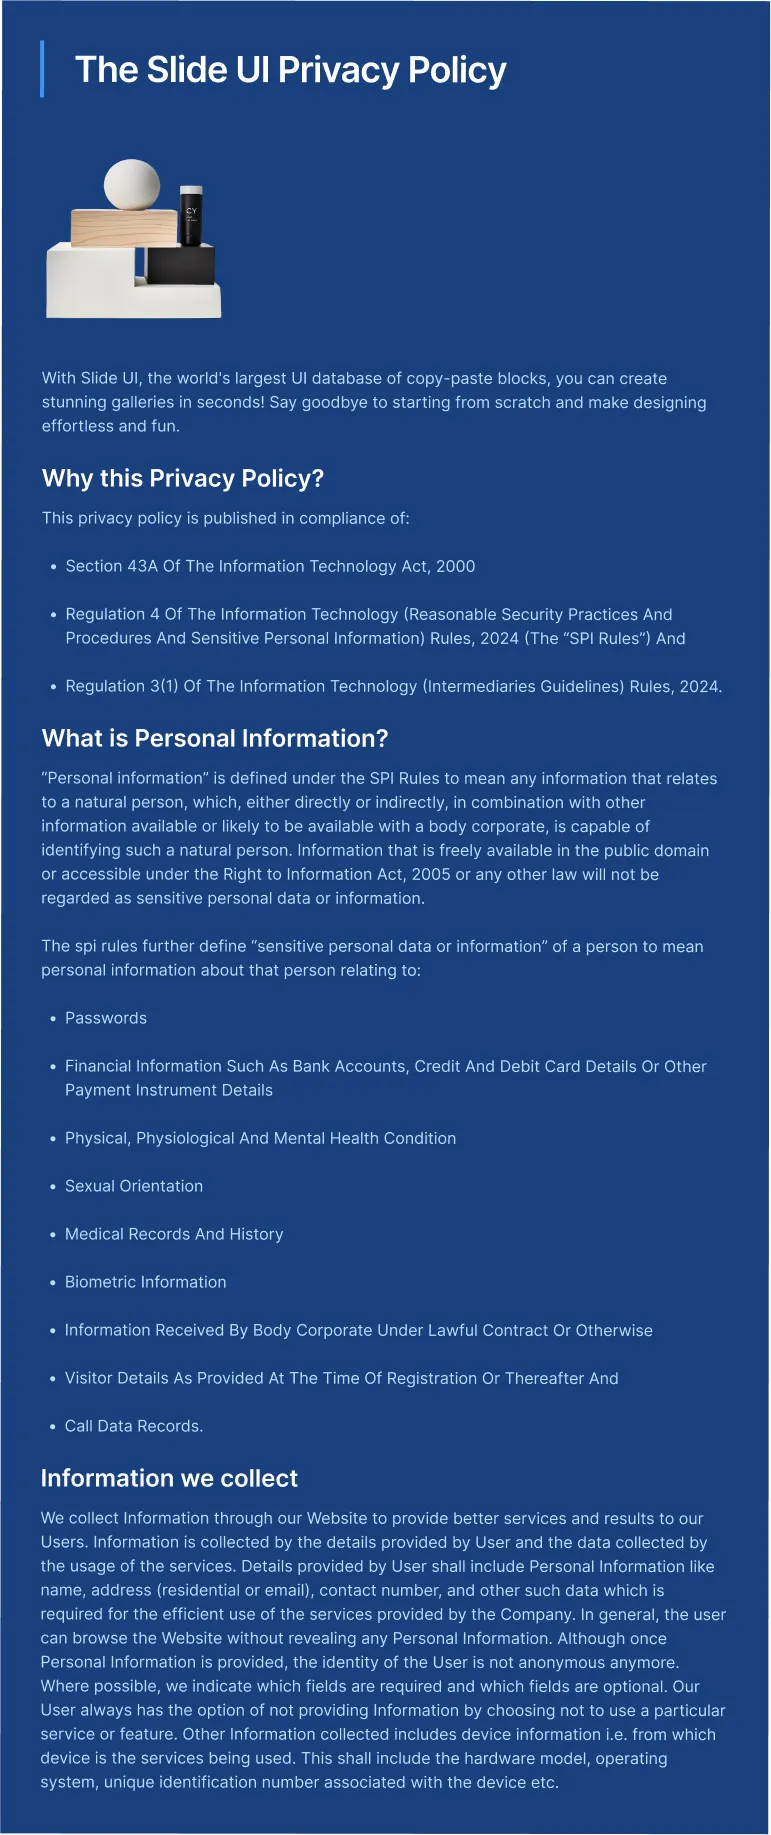 The Slide UI Privacy Policy
CY
With Slide UI, the world's largest UI database of copy-paste blocks, you can create
stunning galleries in seconds! Say goodbye to starting from scratch and make designing
effortless and fun.
Why this Privacy Policy?
This privacy policy is published in compliance of:
• Section 43A Of The Information Technology Act, 2000
• Regulation 4 Of The Information Technology (Reasonable Security Practices And
Procedures And Sensitive Personal Information) Rules, 2024 (The “SPI Rules”) And
• Regulation 3(1) Of The Information Technology (Intermediaries Guidelines) Rules, 2024.
What is Personal Information?
“Personal information” is defined under the SPI Rules to mean any information that relates
to a natural person, which, either directly or indirectly, in combination with other
information available or likely to be available with a body corporate, is capable of
identifying such a natural person. Information that is freely available in the public domain
or accessible under the Right to Information Act, 2005 or any other law will not be
regarded as sensitive personal data or information.
The spi rules further define “sensitive personal data or information” of a person to mean
personal information about that person relating to:
• Passwords
• Financial Information Such As Bank Accounts, Credit And Debit Card Details Or Other
Payment Instrument Details
• Physical, Physiological And Mental Health Condition
• Sexual Orientation
• Medical Records And History
• Biometric Information
• Information Received By Body Corporate Under Lawful Contract Or Otherwise
• Visitor Details As Provided At The Time Of Registration Or Thereafter And
• Call Data Records.
Information we collect
We collect Information through our Website to provide better services and results to our
Users. Information is collected by the details provided by User and the data collected by
the usage of the services. Details provided by User shall include Personal Information like
name, address (residential or email), contact number, and other such data which is
required for the efficient use of the services provided by the Company. In general, the user
can browse the Website without revealing any Personal Information. Although once
Personal Information is provided, the identity of the User is not anonymous anymore.
Where possible, we indicate which fields are required and which fields are optional. Our
User always has the option of not providing Information by choosing not to use a particular
service or feature. Other Information collected includes device information i.e. from which
device is the services being used. This shall include the hardware model, operating
system, unique identification number associated with the device etc.